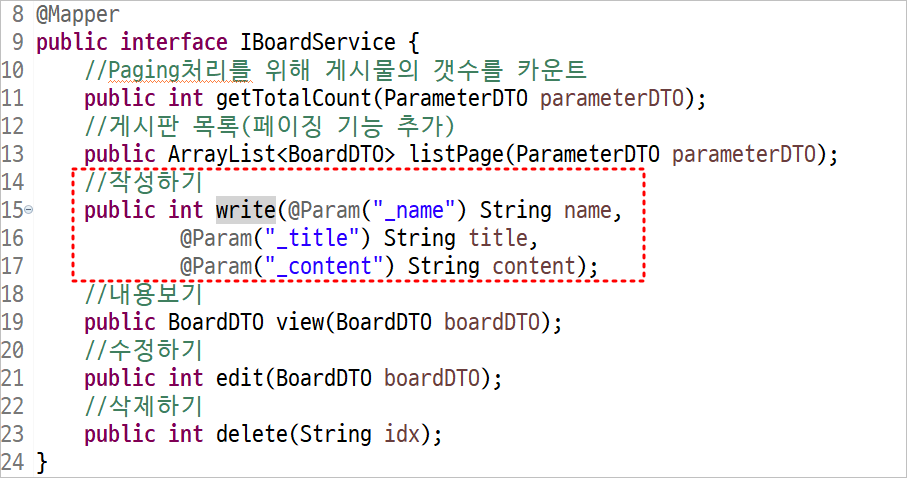 8 @Mapper
9 public interface IBoardService {
10 //Paging처리를 위해 게시물의 갯수를 카운트
11 public int getTotalCount(ParameterDTO parameterDTO);
12 //게시판 목록(페이징 기능 추가)
13 public ArrayList<BoardDTO> listPage(ParameterDTO parameterDTO);
14 //작성하기
15 public int write(@Param("_name") String name,
16 @Param("_title") String title,
17 @Param("_content") String content);
18 //내용보기
19 public BoardDTO view(BoardDTO boardDTO);
20 //수정하기
21 public int edit(BoardDTO boardDTO);
22 //삭제하기
23 public int delete(String idx);
24 }